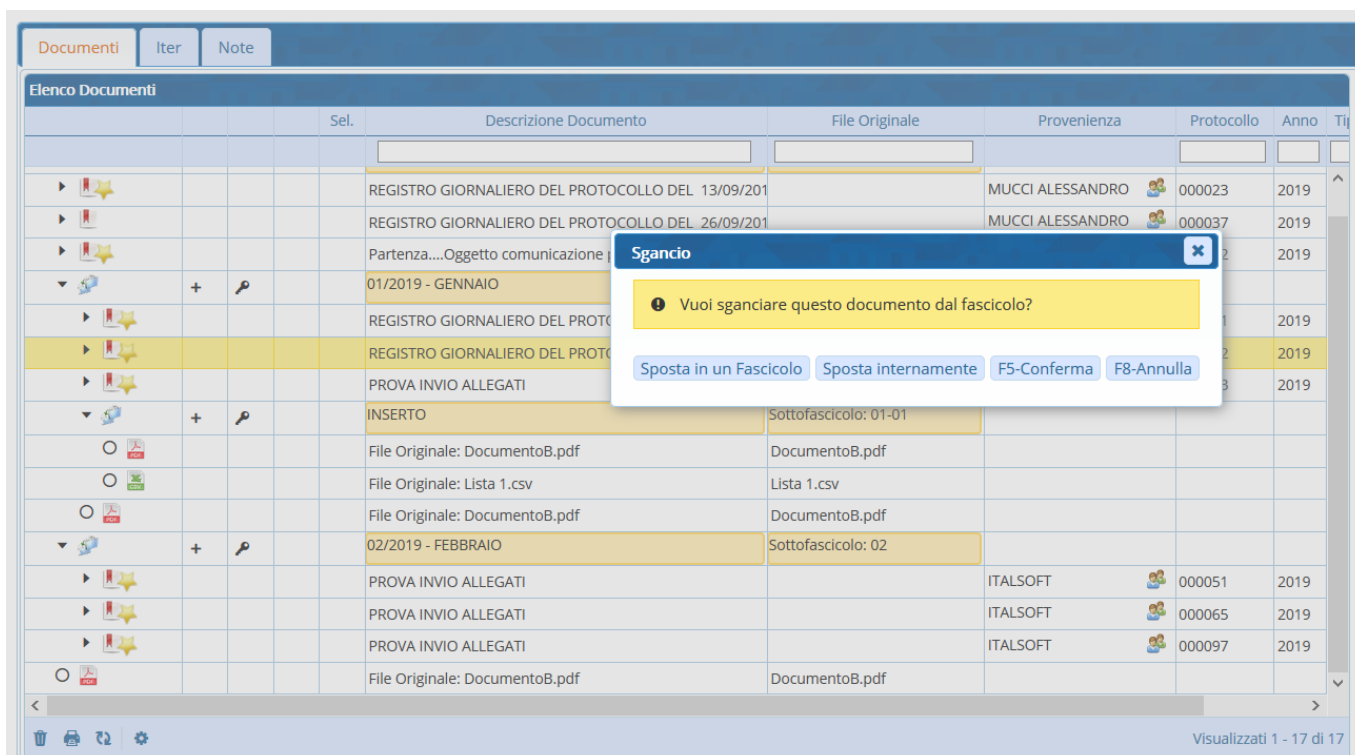 Documenti Iter Note
Elenco Documenti
Sel. Descrizione Documento File Originale Provenienza Protocollo Anno
REGISTRO GIORNALIERO DEL PROTOCOLLO DEL 13/09/201 MUCCI ALESSANDRO 000023 2019
REGISTRO GIORNALIERO DEL PROTOCOLLO DEL 26/09/201 MUCCI ALESSANDRO 000037 2019
Partenza....Oggetto comunicazione 2 2019
Sgancio
01/2019 - GENNAIO
Vuoi sganciare questo documento dal fascicolo?
REGISTRO GIORNALIERO DEL 1 2019
REGISTRO GIORNALIERO DEL 2 2019
Sposta in un Fascicolo Sposta internamente F5-Conferma F8-Annulla
PROVA INVIO ALLEGATI 3 2019
INSERTO Sottofascicolo: 01-01
File Originale: DocumentoB.pdf DocumentoB.pdf
File Originale: Lista 1.csv Lista 1.csv
File Originale: DocumentoB.pdf DocumentoB.pdf
02/2019 - FEBBRAIO Sottofascicolo: 02
PROVA INVIO ALLEGATI ITALSOFT 000051 2019
PROVA INVIO ALLEGATI ITALSOFT 000065 2019
PROVA INVIO ALLEGATI ITALSOFT 000097 2019
File Originale: DocumentoB.pdf DocumentoB.pdf
Visualizzati 1 - 17 di 17